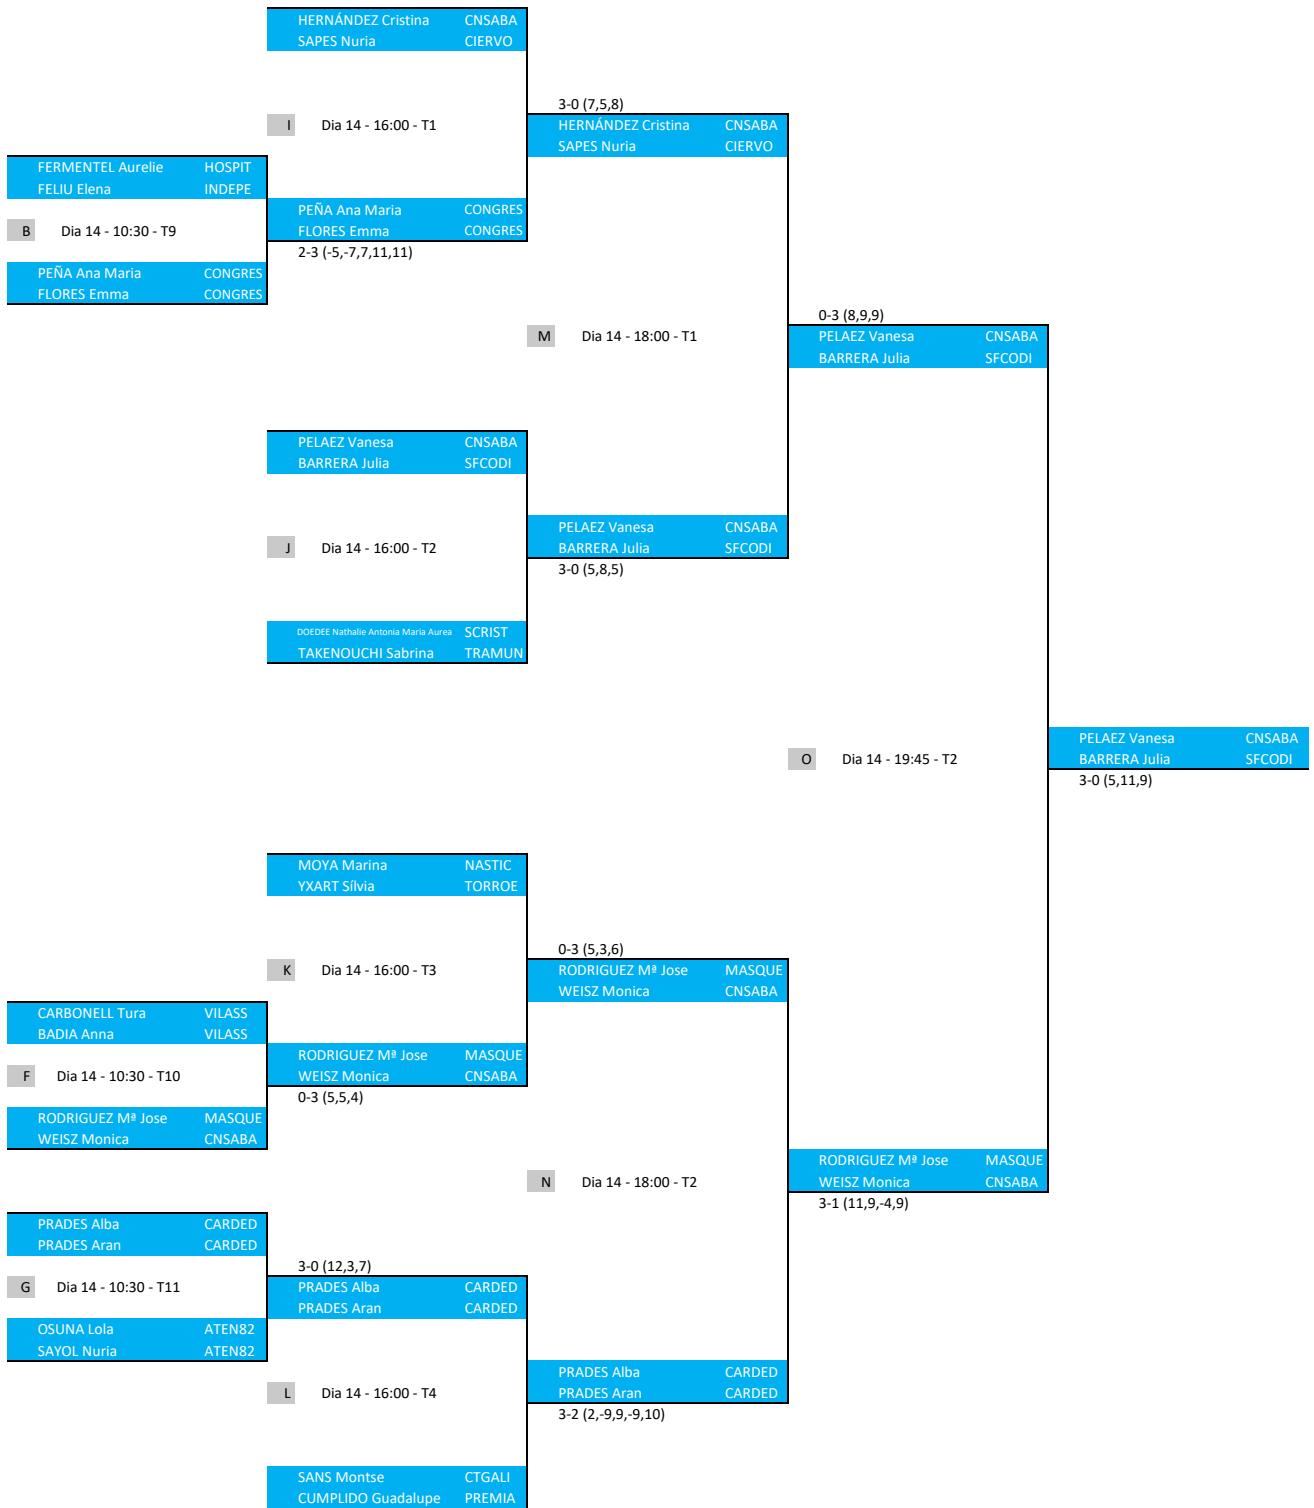 HERNÁNDEZ Cristina CNSABA
SAPES Nuria CIERVO
3-0 (7,5,8)
I Dia 14 - 16:00 - T1
HERNÁNDEZ Cristina CNSABA
SAPES Nuria CIERVO
FERMENTEL Aurelie HOSPIT
FELIU Elena INDEPE
PEÑA Ana Maria CONGRES
FLORES Emma CONGRES
B Dia 14 - 10:30 - T9
2-3 (-5,-7,7,11,11)
PEÑA Ana Maria CONGRES
FLORES Emma CONGRES
0-3 (8,9,9)
M Dia 14 - 18:00 - T1
PELAEZ Vanesa CNSABA
BARRERA Julia SFCODI
PELAEZ Vanesa CNSABA
BARRERA Julia SFCODI
PELAEZ Vanesa CNSABA
BARRERA Julia SFCODI
J Dia 14 - 16:00 - T2
3-0 (5,8,5)
DOEDEE Nathalie Antonia Maria Aurea SCRIST
TAKENOUCHI Sabrina TRAMUN
PELAEZ Vanesa CNSABA
BARRERA Julia SFCODI
O Dia 14 - 19:45 - T2
3-0 (5,11,9)
MOYA Marina NASTIC
YXART Sílvia TORROE
0-3 (5,3,6)
K Dia 14 - 16:00 - T3
RODRIGUEZ Mª Jose MASQUE
WEISZ Monica CNSABA
CARBONELL Tura VILASS
BADIA Anna VILASS
RODRIGUEZ Mª Jose MASQUE
WEISZ Monica CNSABA
F Dia 14 - 10:30 - T10
0-3 (5,5,4)
RODRIGUEZ Mª Jose MASQUE
WEISZ Monica CNSABA
RODRIGUEZ Mª Jose MASQUE
WEISZ Monica CNSABA
N Dia 14 - 18:00 - T2
3-1 (11,9,-4,9)
PRADES Alba CARDED
PRADES Aran CARDED
3-0 (12,3,7)
G Dia 14 - 10:30 - T11
PRADES Alba CARDED
PRADES Aran CARDED
OSUNA Lola ATEN82
SAYOL Nuria ATEN82
PRADES Alba CARDED
PRADES Aran CARDED
L Dia 14 - 16:00 - T4
3-2 (2,-9,9,-9,10)
SANS Montse CTGALI
CUMPLIDO Guadalupe PREMIA